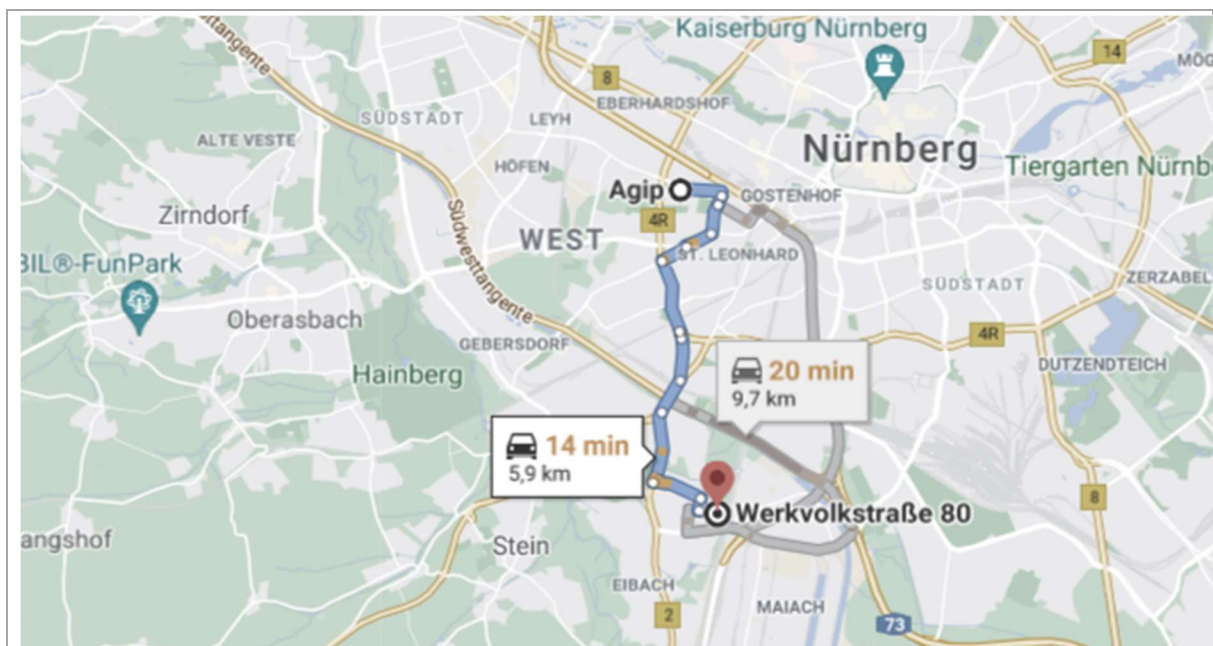 Kaiserburg Nürnberg
14
8
EBERHARDSHOF
SÜDSTADT
LEYH
ALTE VESTE
HÖFEN
Nürnberg
Tiergarten Nürnb
Agip
GOSTENHOF
Zirndorf
4R
WEST
Südwesttangente
ST. LEONHARD
BIL®-FunPark
ZERZABEL
SÜDSTADT
Oberasbach
4R
GEBERSDORF
DUTZENDTEICH
Hainberg
20 min
9,7 km
14 min
5,9 km
8
Werkvolkstraße 80
angshof
Stein
EIBACH
MAIACH
2
73